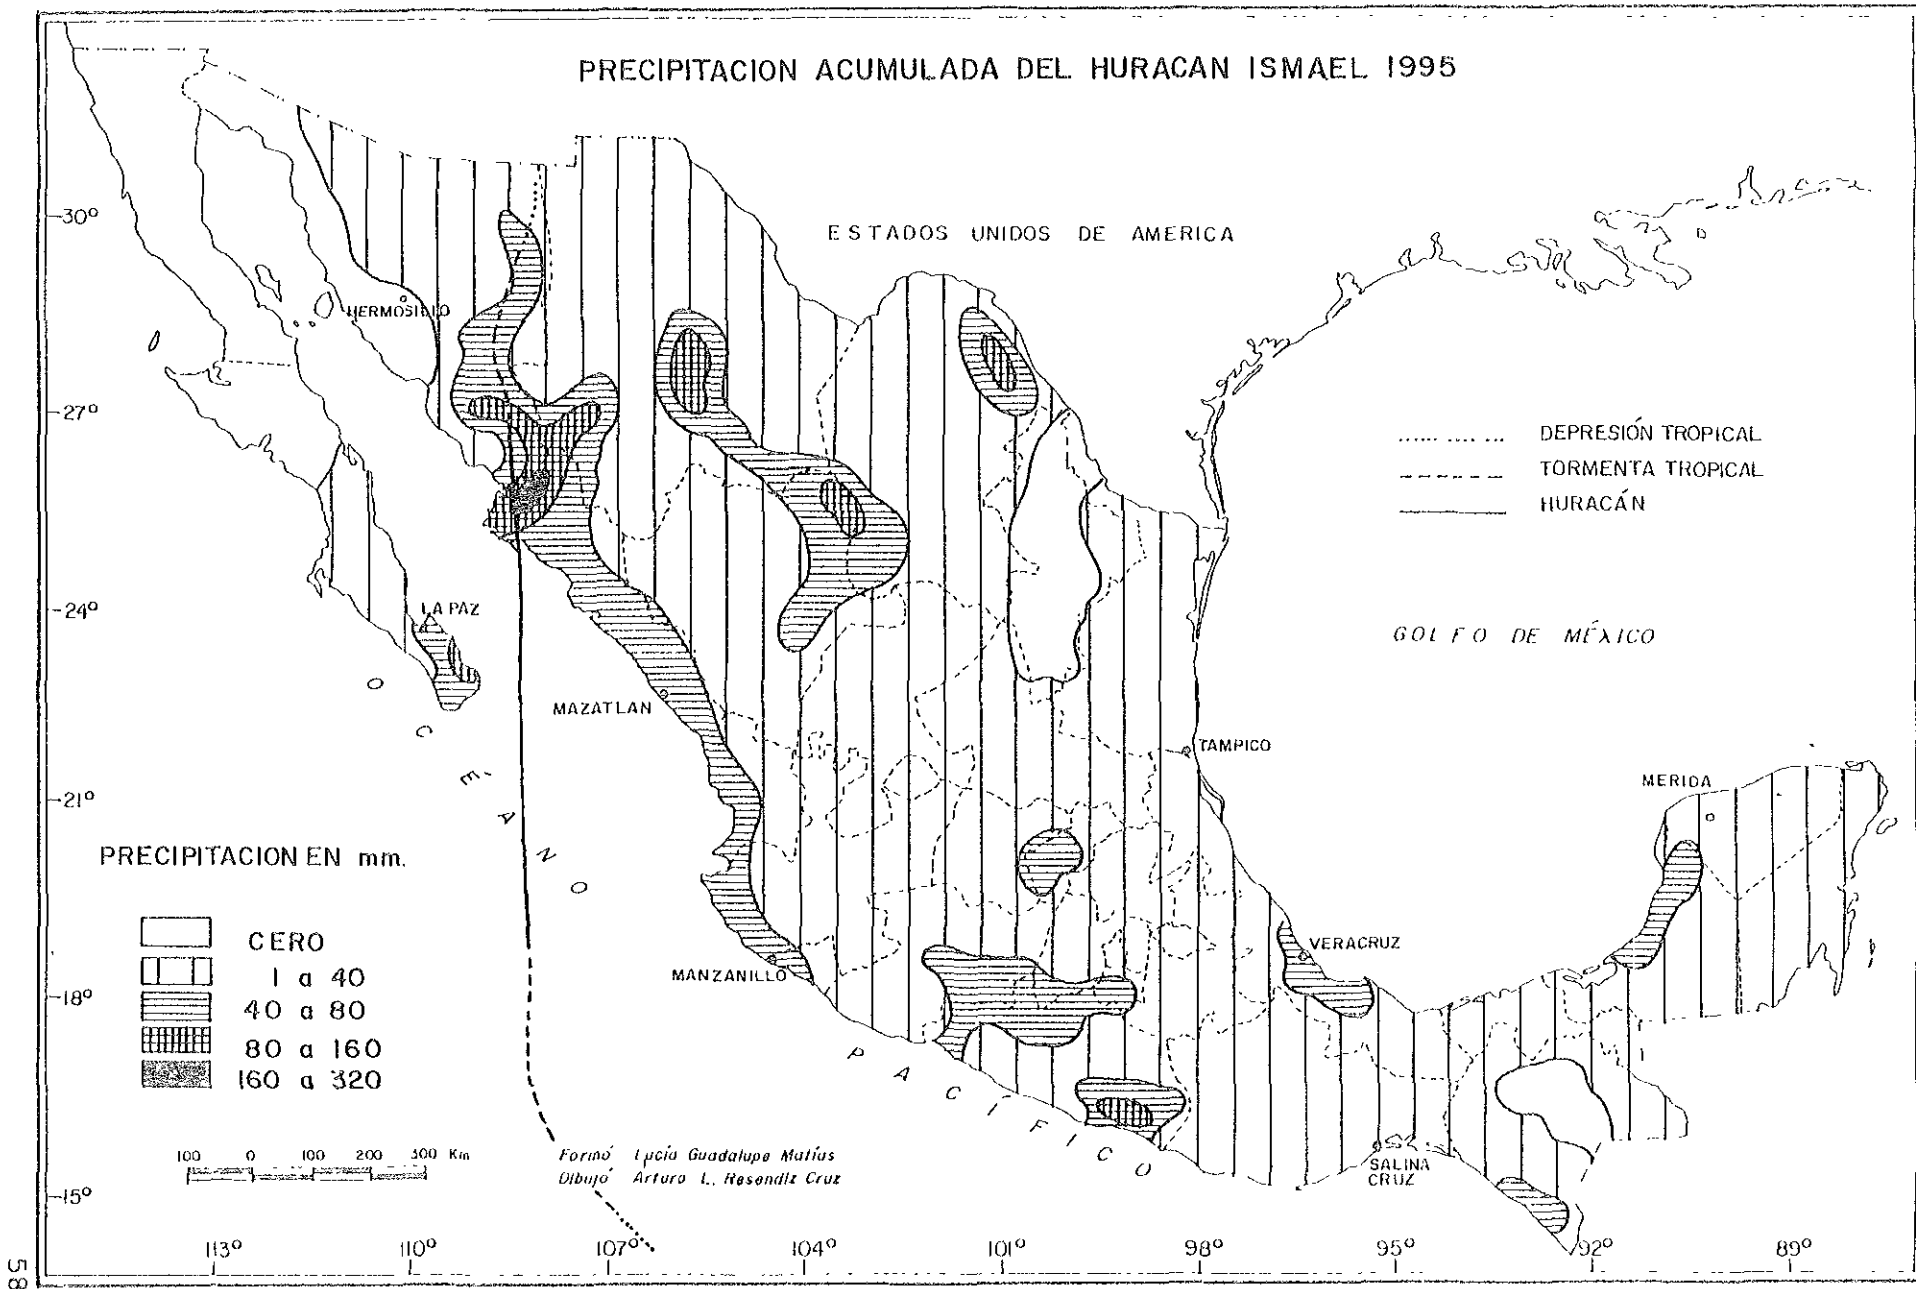 PRECIPITACION ACUMULADA DEL HURACAN ISMAEL 1995
30°
ESTADOS UNIDOS DE AMERICA
HERMOSILLO
27°
DEPRESIÓN TROPICAL
TORMENTA TROPICAL
HURACÁN
24°
LA PAZ
GOLFO DE MÉXICO
MAZATLAN
TAMPICO
MERIDA
21°
OCÉANO
PRECIPITACION EN mm.
CERO
1 a 40
40 a 80
80 a 160
160 a 320
VERACRUZ
MANZANILLO
18°
PACIFICO
100 0 100 200 300 Km
Formó Lucia Guadalupe Matías
Dibujó Arturo L. Resendiz Cruz
SALINA
CRUZ
15°
113° 110° 107° 104° 101° 98° 95° 92° 89°
58